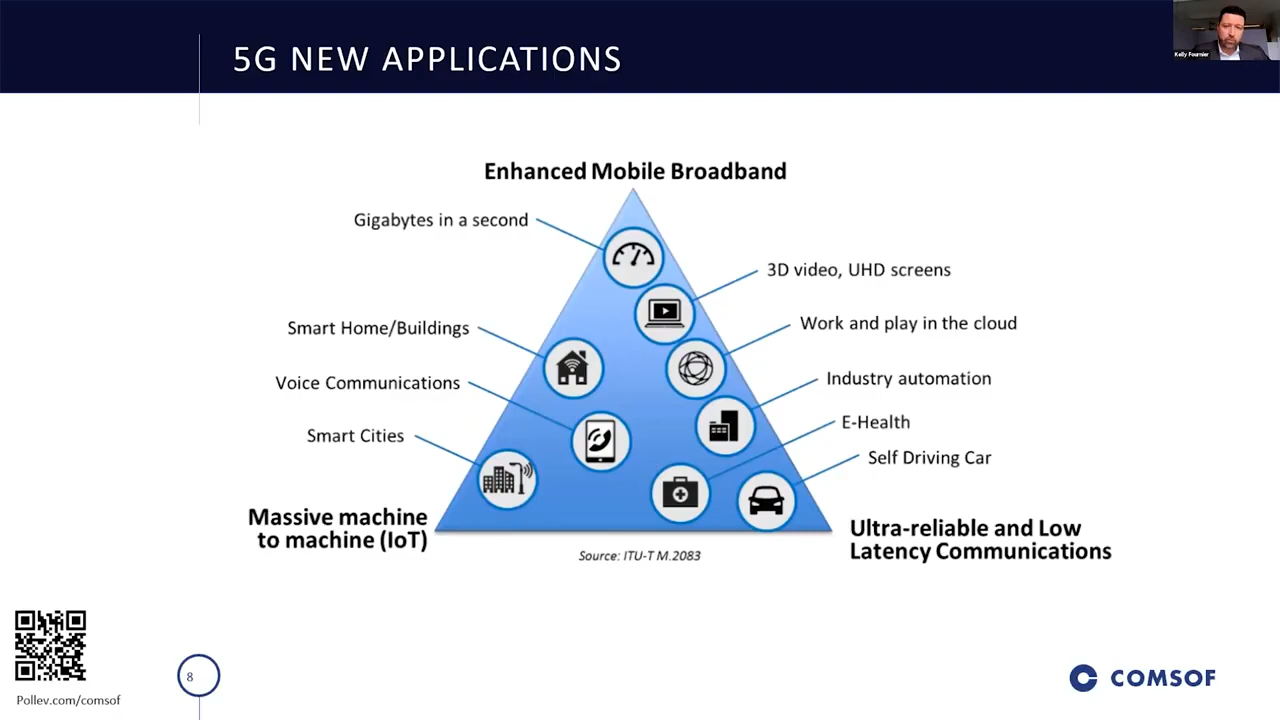 5G NEW APPLICATIONS
Kelly Fournier
Enhanced Mobile Broadband
Gigabytes in a second
3D video, UHD screens
Work and play in the cloud
Smart Home/Buildings
Industry automation
Voice Communications
E-Health
Smart Cities
Self Driving Car
Massive machine
to machine (IoT)
Ultra-reliable and Low
Latency Communications
Source: ITU-T M.2083
Pollev.com/comsof
8
COMSOF